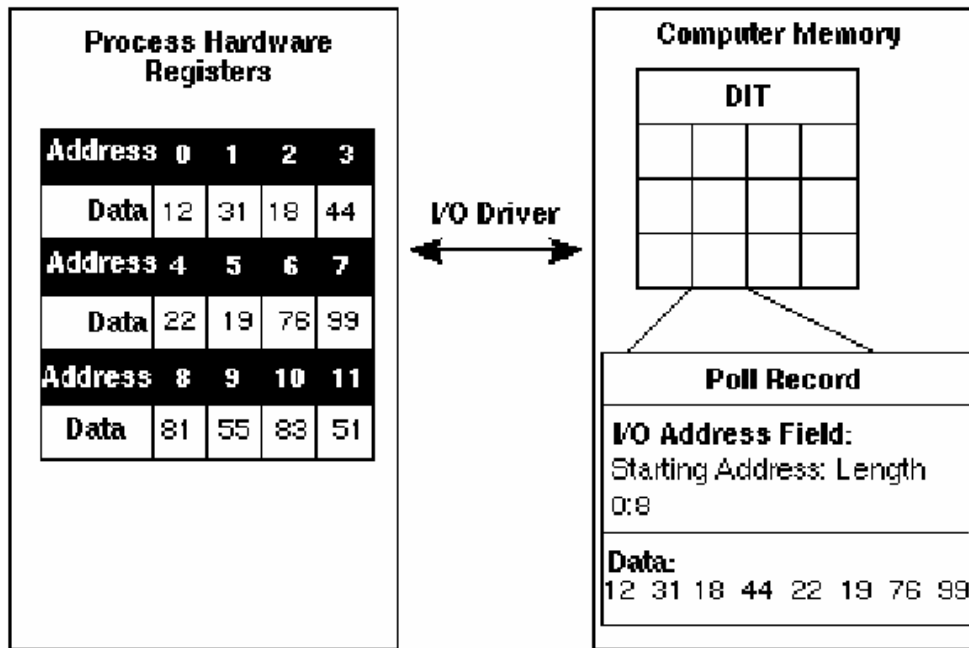 Process Hardware
Registers
Address 0 1 2 3
Data 12 31 18 44
Address 4 5 6 7
Data 22 19 76 99
Address 8 9 10 11
Data 81 55 83 51
I/O Driver
Computer Memory
DIT
Poll Record
I/O Address Field:
Starting Address: Length
0:8
Data:
12 31 18 44 22 19 76 99